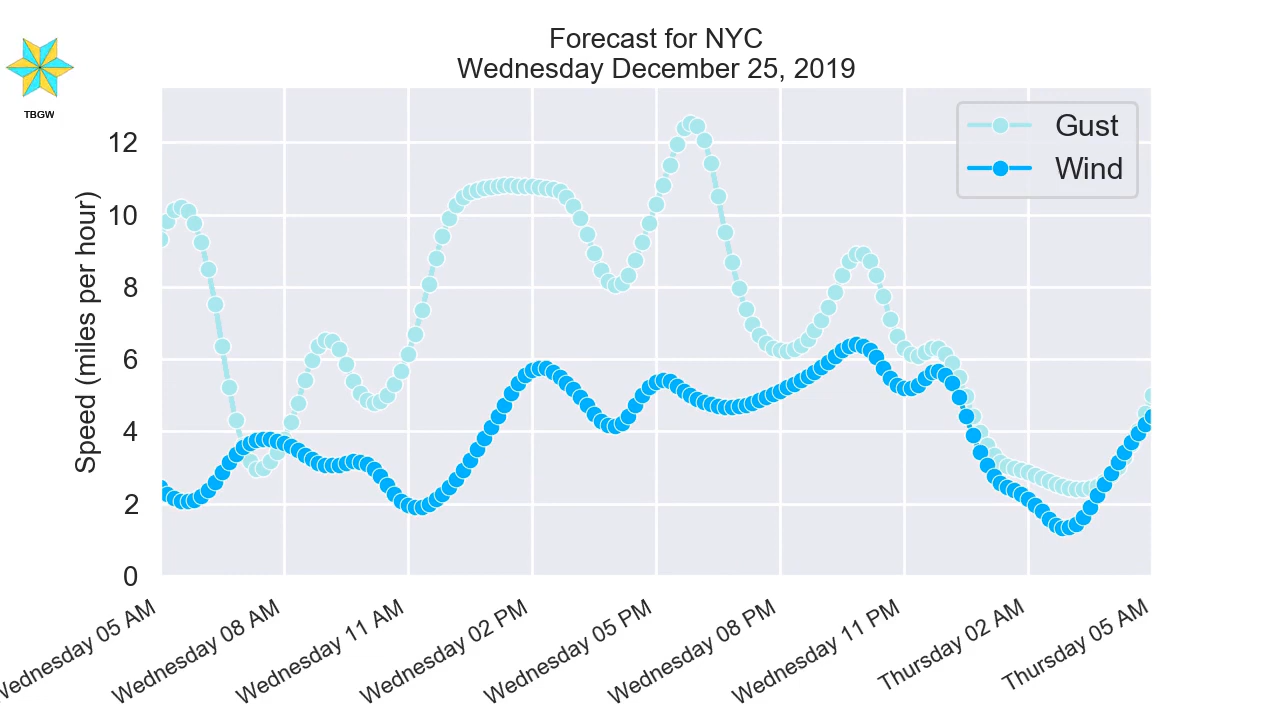 Forecast for NYC
Wednesday December 25, 2019
TBGW
Gust
Wind
Speed (miles per hour)
12
10
8
6
4
2
0
Wednesday 05 AM
Wednesday 08 AM
Wednesday 11 AM
Wednesday 02 PM
Wednesday 05 PM
Wednesday 08 PM
Wednesday 11 PM
Thursday 02 AM
Thursday 05 AM